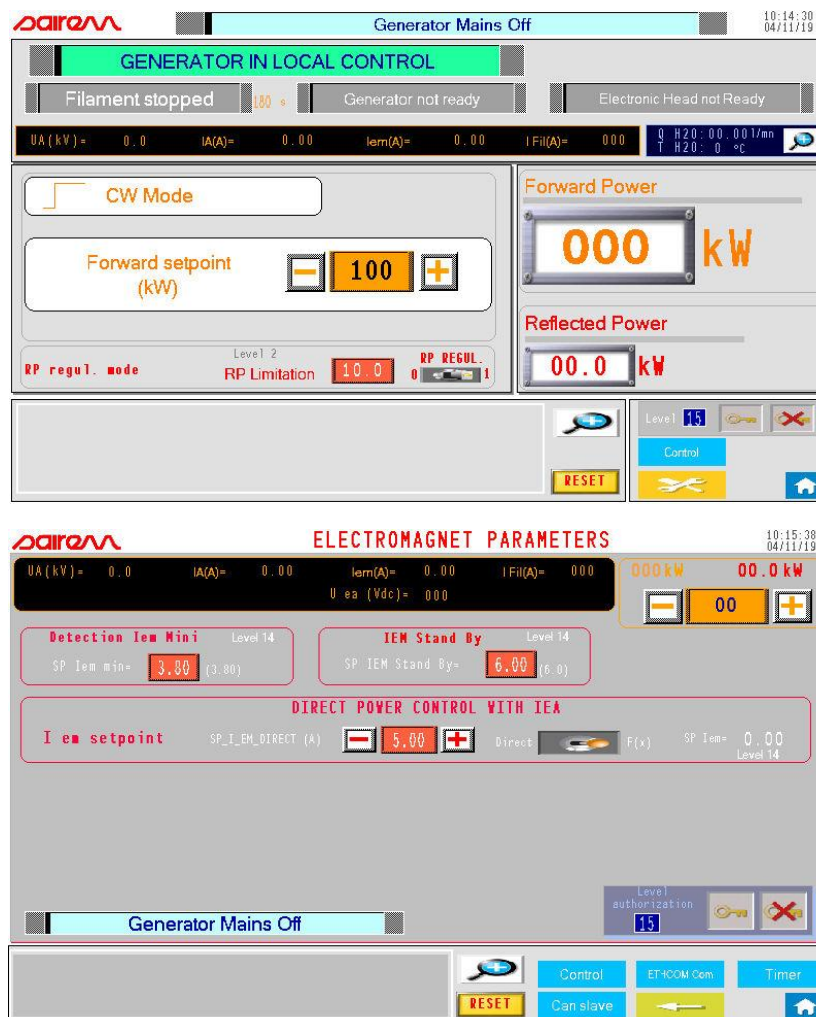 sairem
Generator Mains Off
10:14:30
04/11/19
GENERATOR IN LOCAL CONTROL
Filament stopped
180 s
Generator not ready
Electronic Head not Ready
UA(kV)= 0.0 IA(A)= 0.00 Iem(A)= 0.00 I Fil(A)= 000
Q H2O:00.00l/mn
T H2O: 0 °C
CW Mode
Forward setpoint
(kW)
100
Forward Power
000 kW
Reflected Power
00.0 kW
RP regul. mode
Level 2
RP Limitation
10.0
RP REGUL.
0 1
Level 15
Control
RESET
sairem
ELECTROMAGNET PARAMETERS
10:15:38
04/11/19
UA(kV)= 0.0 IA(A)= 0.00 Iem(A)= 0.00 I Fil(A)= 000
U ea (Vdc)= 000
000kW 00.0 kW
00
Detection Iem Mini Level 14
SP Iem min= 3.80 (3.80)
IEM Stand By Level 14
SP IEM Stand By= 6.00 (6.0)
DIRECT POWER CONTROL WITH IEA
I em setpoint SP_I_EM_DIRECT (A) 5.00 Direct F(x) SP Iem= 0.00
Level 14
Level
authorization
15
Generator Mains Off
Control
ETHCOM Com
Timer
RESET
Can slave